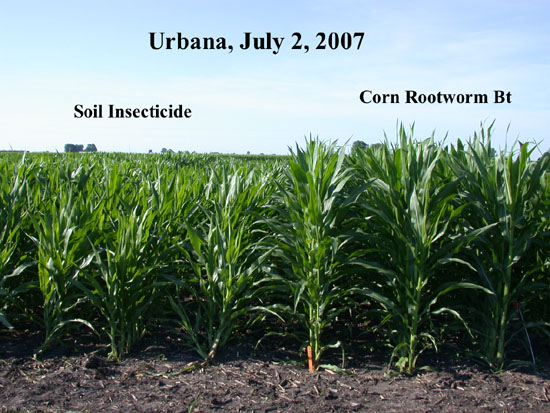 Urbana, July 2, 2007
Corn Rootworm Bt
Soil Insecticide